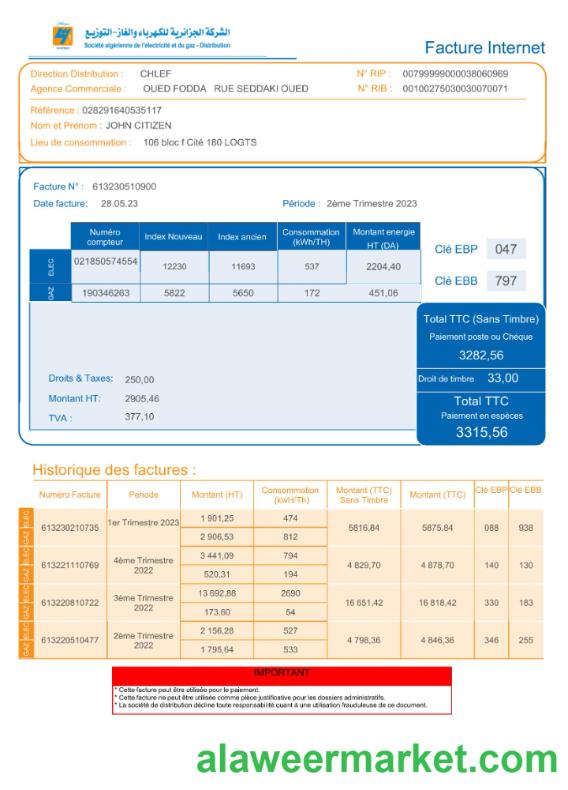 الشركة الجزائرية للكهرباء والغاز-التوزيع
Société algérienne de l'électricité et du gaz - Distribution
Facture Internet
Direction Distribution : CHLEF N° RIP : 00799999000038060969
Agence Commerciale : OUED FODDA RUE SEDDAKI OUED N° RIB : 00100275030030070071
Référence : 028291640535117
Nom et Prénom : JOHN CITIZEN
Lieu de consommation : 106 bloc f Cité 180 LOGTS
Facture N° : 613230510900
Date facture: 28.05.23 Période : 2ème Trimestre 2023
Numéro compteur Index Nouveau Index ancien Consommation (kWh/TH) Montant energie HT (DA)
ELEC 021850574554 12230 11693 537 2204,40
GAZ 190346263 5822 5650 172 451,06
Clé EBP 047
Clé EBB 797
Total TTC (Sans Timbre)
Paiement poste ou Chéque
3282,56
Droit de timbre 33,00
Total TTC
Paiement en espèces
3315,56
Droits & Taxes: 250,00
Montant HT: 2905,46
TVA : 377,10
Historique des factures :
Numéro Facture Periode Montant (HT) Consommation (kwH/Th) Montant (TTC) Sans Timbre Montant (TTC) Clé EBP Clé EBB
ELEC 613230210735 1er Trimestre 2023 1 901,25 474 5816,84 5875,84 088 938
GAZ 2 906,53 812
ELEC 613221110769 4ème Trimestre 2022 3 441,09 794 4 829,70 4 878,70 140 130
GAZ 520.31 194
ELEC 613220810722 3ème Trimestre 2022 13 692,88 2690 16 651,42 16 818,42 330 183
GAZ 173.60 54
ELEC 613220510477 2ème Trimestre 2022 2 156,28 527 4 798,36 4 846,36 346 255
GAZ 1 795,64 533
IMPORTANT
* Cette facture peut être utilisée pour le paiement.
* Cette facture ne peut être utilisée comme pièce justificative pour les dossiers administratifs.
* La société de distribution décline toute responsabilité quant à une utilisation frauduleuse de ce document.
alaweermarket.com